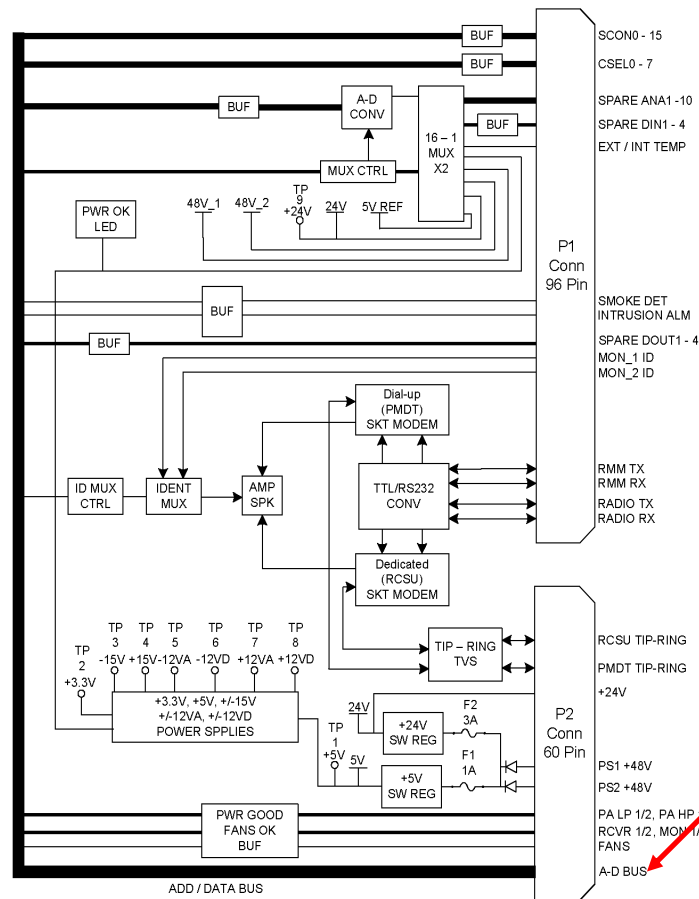 BUF
SCON0 - 15
BUF
CSEL0 - 7
A-D
CONV
BUF
SPARE ANA1 -10
16 – 1
MUX
X2
BUF
SPARE DIN1 - 4
EXT / INT TEMP
MUX CTRL
PWR OK
LED
48V_1
48V_2
TP
9
+24V
24V
5V REF
P1
Conn
96 Pin
BUF
SMOKE DET
INTRUSION ALM
BUF
SPARE DOUT1 - 4
MON_1 ID
MON_2 ID
Dial-up
(PMDT)
SKT MODEM
ID MUX
CTRL
IDENT
MUX
AMP
SPK
TTL/RS232
CONV
RMM TX
RMM RX
RADIO TX
RADIO RX
Dedicated
(RCSU)
SKT MODEM
TIP – RING
TVS
RCSU TIP-RING
PMDT TIP-RING
+24V
TP
2
+3.3V
TP
3
-15V
TP
4
+15V
TP
5
-12VA
TP
6
-12VD
TP
7
+12VA
TP
8
+12VD
+3.3V, +5V, +/-15V
+/-12VA, +/-12VD
POWER SPPLIES
24V
+24V
SW REG
F2
3A
TP
1
+5V
5V
+5V
SW REG
F1
1A
P2
Conn
60 Pin
PS1 +48V
PS2 +48V
PWR GOOD
FANS OK
BUF
PA LP 1/2, PA HP
RCVR 1/2, MON 1/
FANS
A-D BUS
ADD / DATA BUS